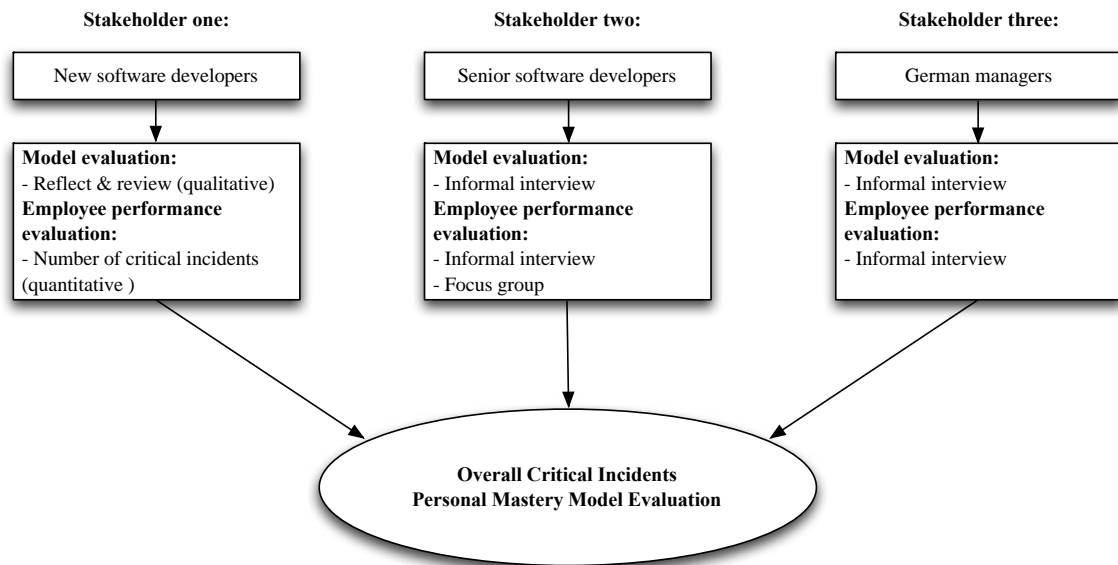 Stakeholder one:
Stakeholder two:
Stakeholder three:
New software developers
Senior software developers
German managers
Model evaluation:
- Reflect & review (qualitative)
Employee performance
evaluation:
- Number of critical incidents
(quantitative )
Model evaluation:
- Informal interview
Employee performance
evaluation:
- Informal interview
- Focus group
Model evaluation:
- Informal interview
Employee performance
evaluation:
- Informal interview
Overall Critical Incidents
Personal Mastery Model Evaluation